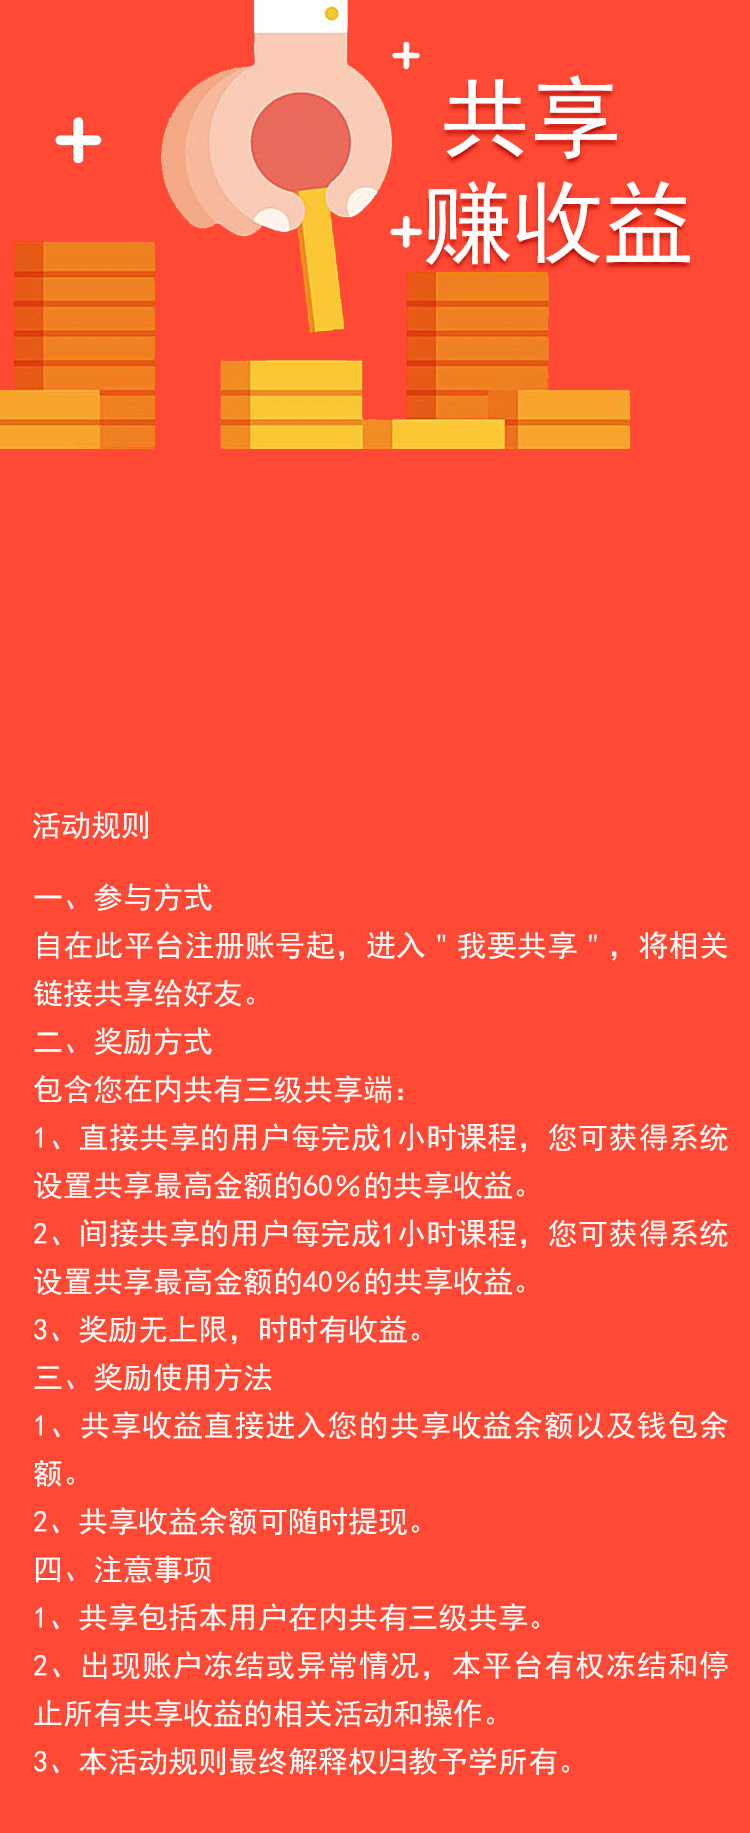 共享
赚收益
活动规则
一、参与方式
自在此平台注册账号起，进入＂我要共享＂，将相关
链接共享给好友。
二、奖励方式
包含您在内共有三级共享端：
1、直接共享的用户每完成1小时课程，您可获得系统
设置共享最高金额的60%的共享收益。
2、间接共享的用户每完成1小时课程，您可获得系统
设置共享最高金额的40%的共享收益。
3、奖励无上限，时时有收益。
三、奖励使用方法
1、共享收益直接进入您的共享收益余额以及钱包余
额。
2、共享收益余额可随时提现。
四、注意事项
1、共享包括本用户在内共有三级共享。
2、出现账户冻结或异常情况，本平台有权冻结和停
止所有共享收益的相关活动和操作。
3、本活动规则最终解释权归教予学所有。